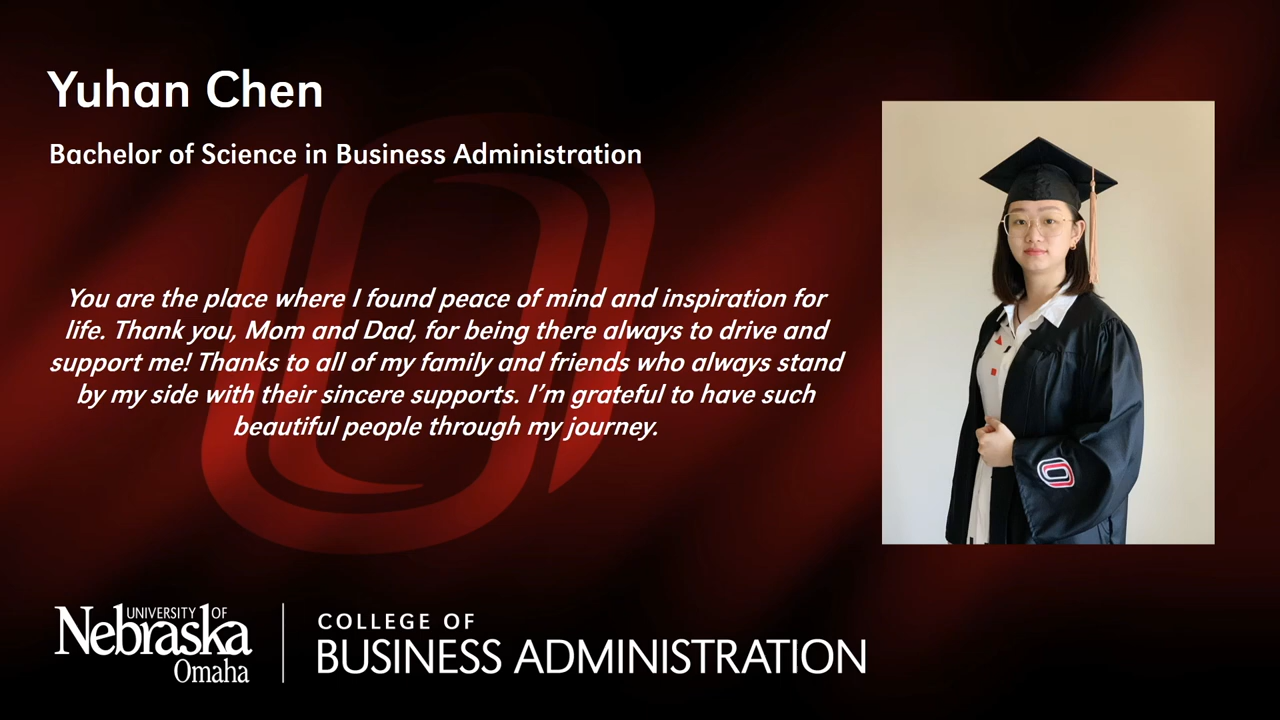 Yuhan Chen
Bachelor of Science in Business Administration
You are the place where I found peace of mind and inspiration for
life. Thank you, Mom and Dad, for being there always to drive and
support me! Thanks to all of my family and friends who always stand
by my side with their sincere supports. I’m grateful to have such
beautiful people through my journey.
UNIVERSITY OF
Nebraska
Omaha
COLLEGE OF
BUSINESS ADMINISTRATION